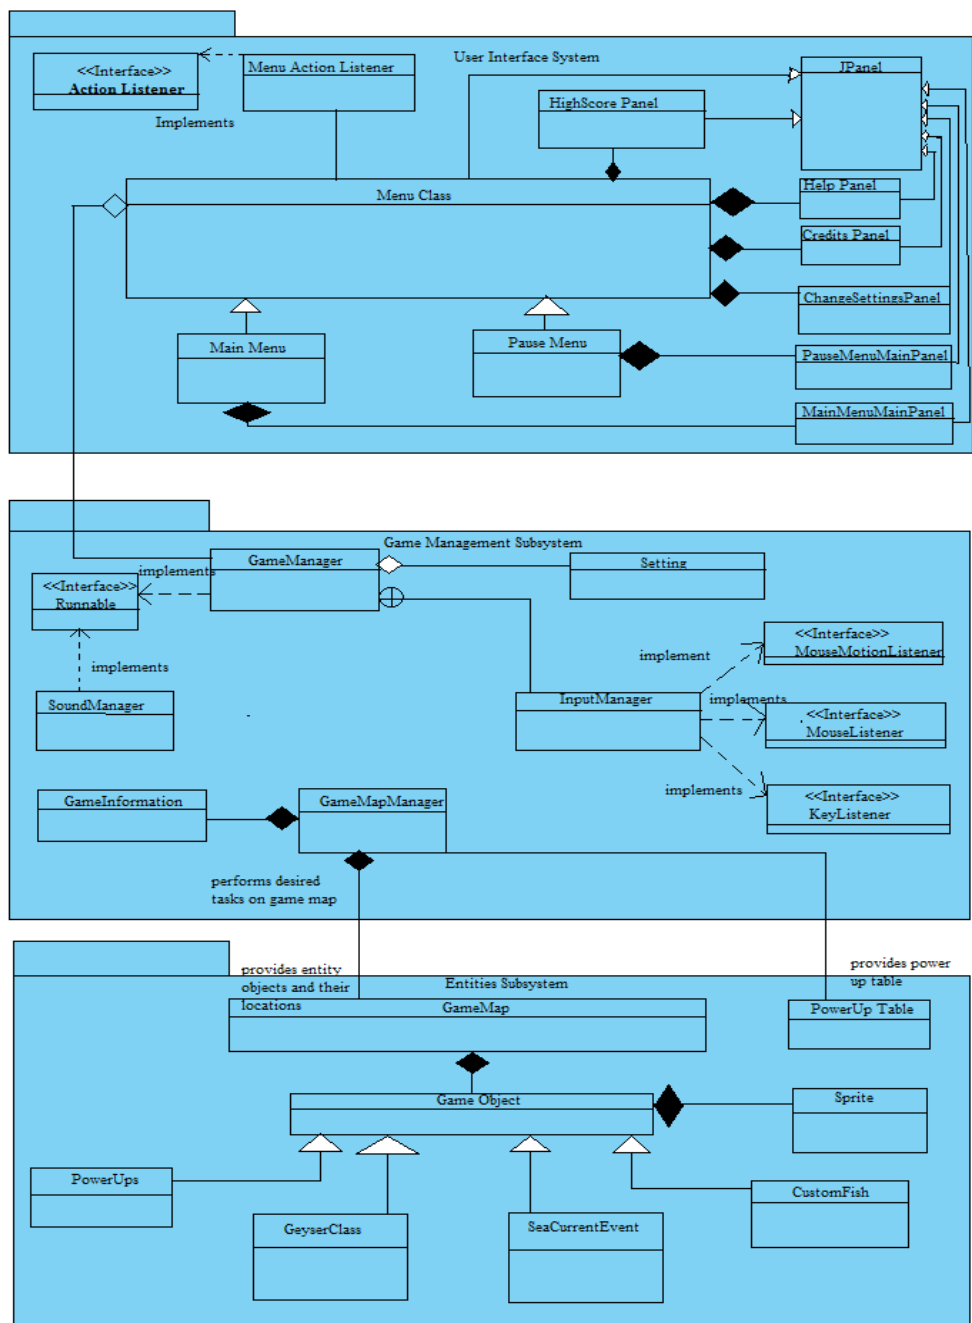 User Interface System
<<Interface>>
Action Listener
Menu Action Listener
JPanel
HighScore Panel
Implements
Menu Class
Help Panel
Credits Panel
ChangeSettingsPanel
Main Menu
Pause Menu
PauseMenuMainPanel
MainMenuMainPanel
Game Management Subsystem
GameManager
Setting
implements
<<Interface>>
Runnable
implements
SoundManager
InputManager
implement
<<Interface>>
MouseMotionListener
implements
<<Interface>>
MouseListener
implements
<<Interface>>
KeyListener
GameInformation
GameMapManager
performs desired
tasks on game map
provides entity
objects and their
locations
provides power
up table
Entities Subsystem
GameMap
PowerUp Table
Game Object
Sprite
PowerUps
GeyserClass
SeaCurrentEvent
CustomFish